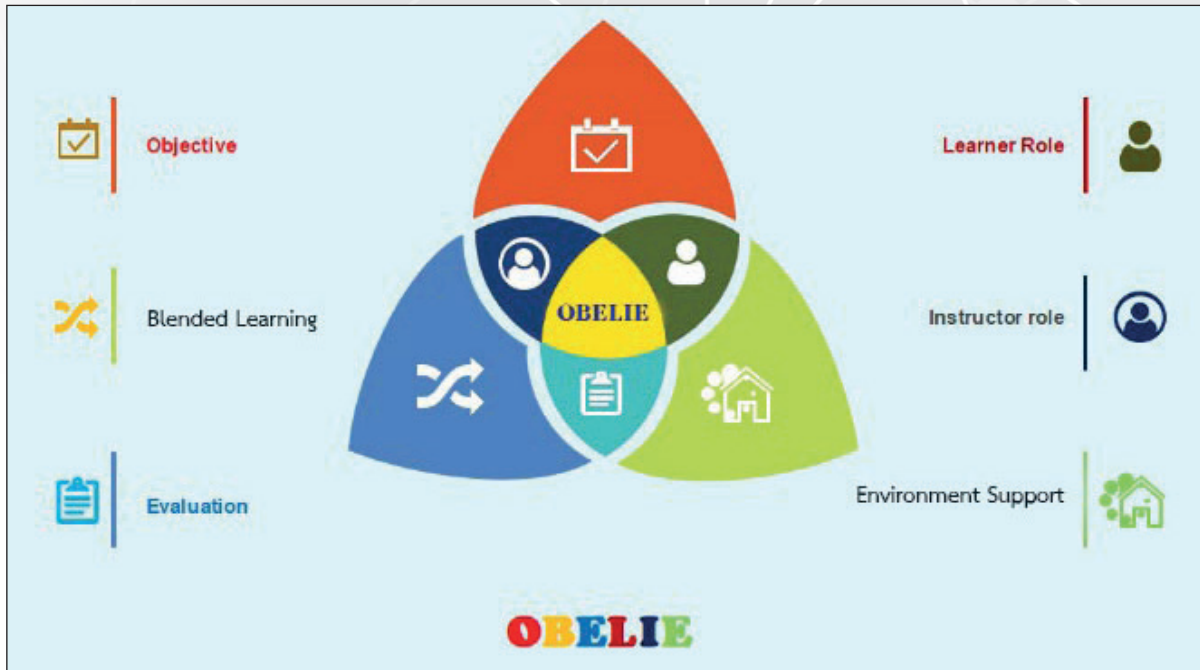 Objective
Learner Role
OBELIE
Blended Learning
Instructor role
Evaluation
Environment Support
OBELIE